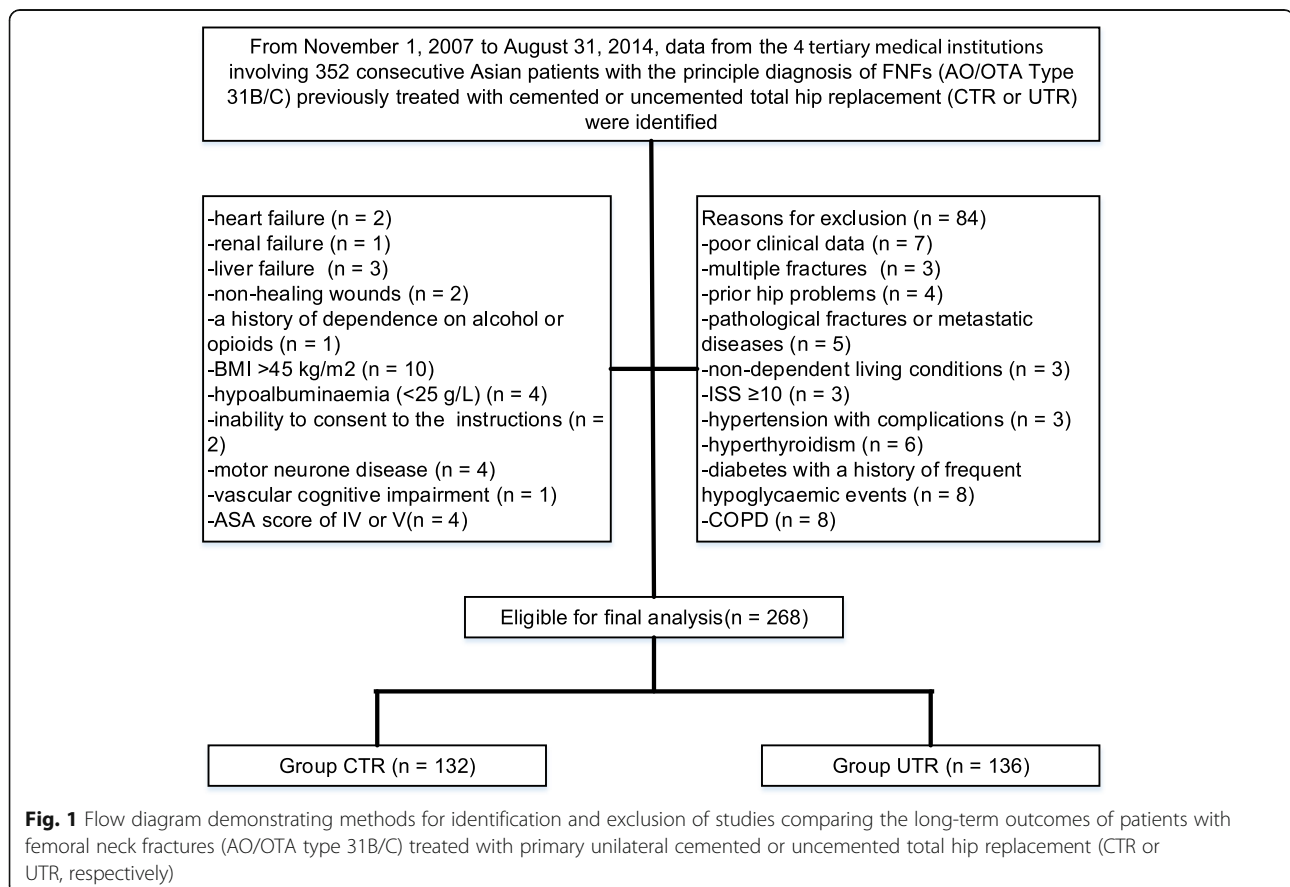 From November 1, 2007 to August 31, 2014, data from the 4 tertiary medical institutions
involving 352 consecutive Asian patients with the principle diagnosis of FNFs (AO/OTA Type
31B/C) previously treated with cemented or uncemented total hip replacement (CTR or UTR)
were identified
-heart failure (n = 2)
-renal failure (n = 1)
-liver failure (n = 3)
-non-healing wounds (n = 2)
-a history of dependence on alcohol or
opioids (n = 1)
-BMI >45 kg/m2 (n = 10)
-hypoalbuminaemia (<25 g/L) (n = 4)
-inability to consent to the instructions (n =
2)
-motor neurone disease (n = 4)
-vascular cognitive impairment (n = 1)
-ASA score of IV or V(n = 4)
Reasons for exclusion (n = 84)
-poor clinical data (n = 7)
-multiple fractures (n = 3)
-prior hip problems (n = 4)
-pathological fractures or metastatic
diseases (n = 5)
-non-dependent living conditions (n = 3)
-ISS ≥10 (n = 3)
-hypertension with complications (n = 3)
-hyperthyroidism (n = 6)
-diabetes with a history of frequent
hypoglycaemic events (n = 8)
-COPD (n = 8)
Eligible for final analysis(n = 268)
Group CTR (n = 132)
Group UTR (n = 136)
Fig. 1 Flow diagram demonstrating methods for identification and exclusion of studies comparing the long-term outcomes of patients with
femoral neck fractures (AO/OTA type 31B/C) treated with primary unilateral cemented or uncemented total hip replacement (CTR or
UTR, respectively)